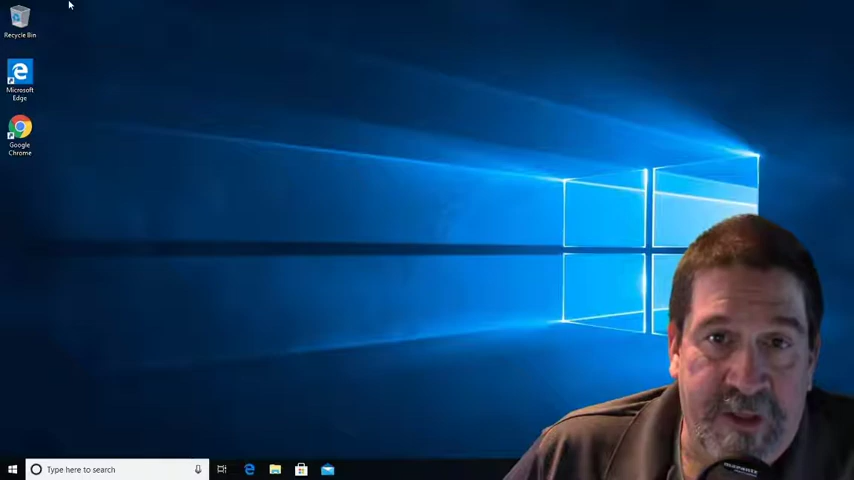 Recycle Bin
Microsoft
Edge
Google
Chrome
Type here to search